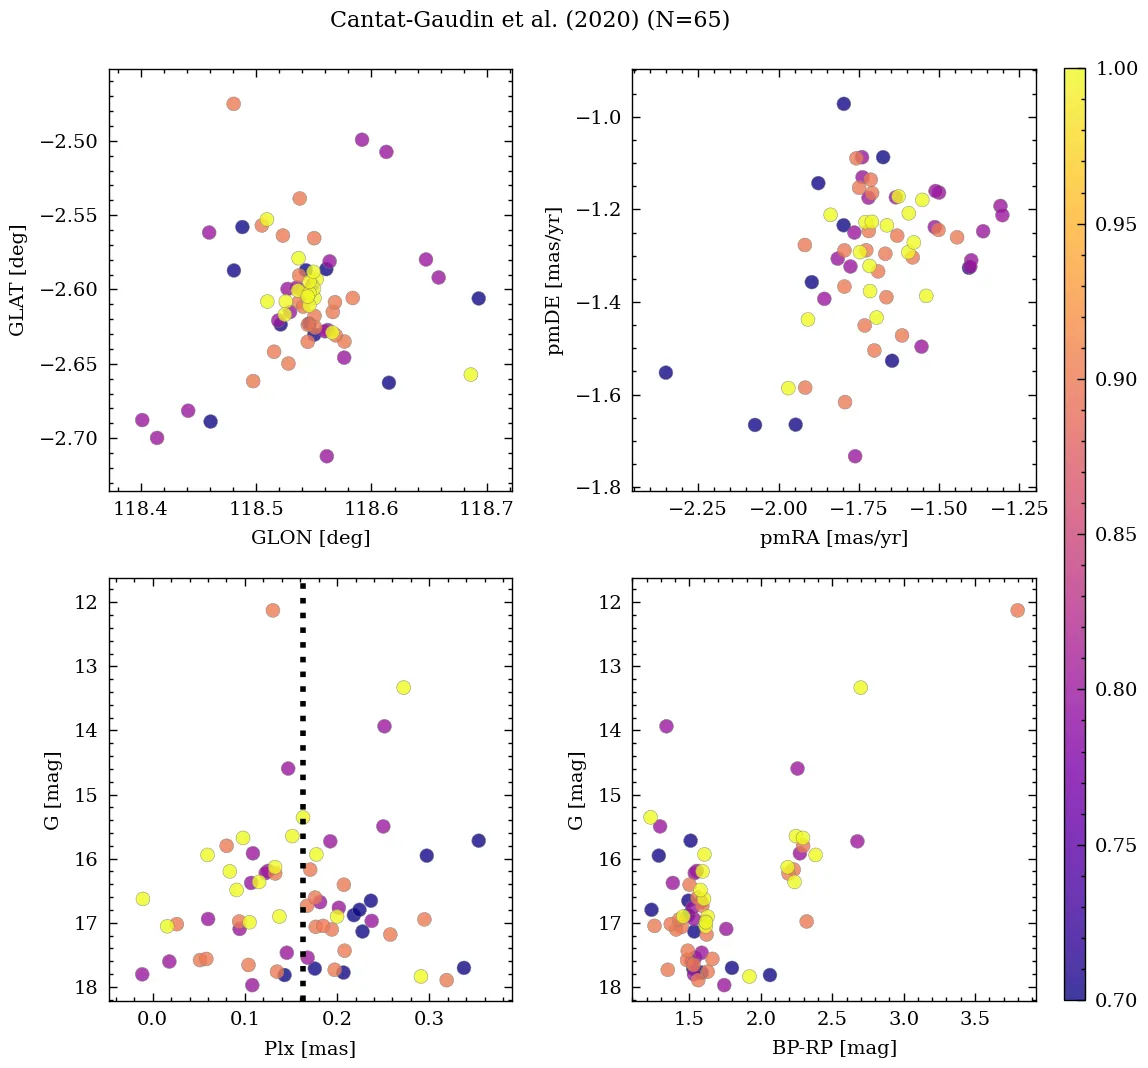 Cantat-Gaudin et al. (2020) (N=65)
GLAT [deg]
−2.50
−2.55
−2.60
−2.65
−2.70
118.4 118.5 118.6 118.7
GLON [deg]
pmDE [mas/yr]
−1.0
−1.2
−1.4
−1.6
−1.8
−2.25 −2.00 −1.75 −1.50 −1.25
pmRA [mas/yr]
G [mag]
12
13
14
15
16
17
18
0.0 0.1 0.2 0.3
Plx [mas]
G [mag]
12
13
14
15
16
17
18
1.5 2.0 2.5 3.0 3.5
BP-RP [mag]
1.00
0.95
0.90
0.85
0.80
0.75
0.70